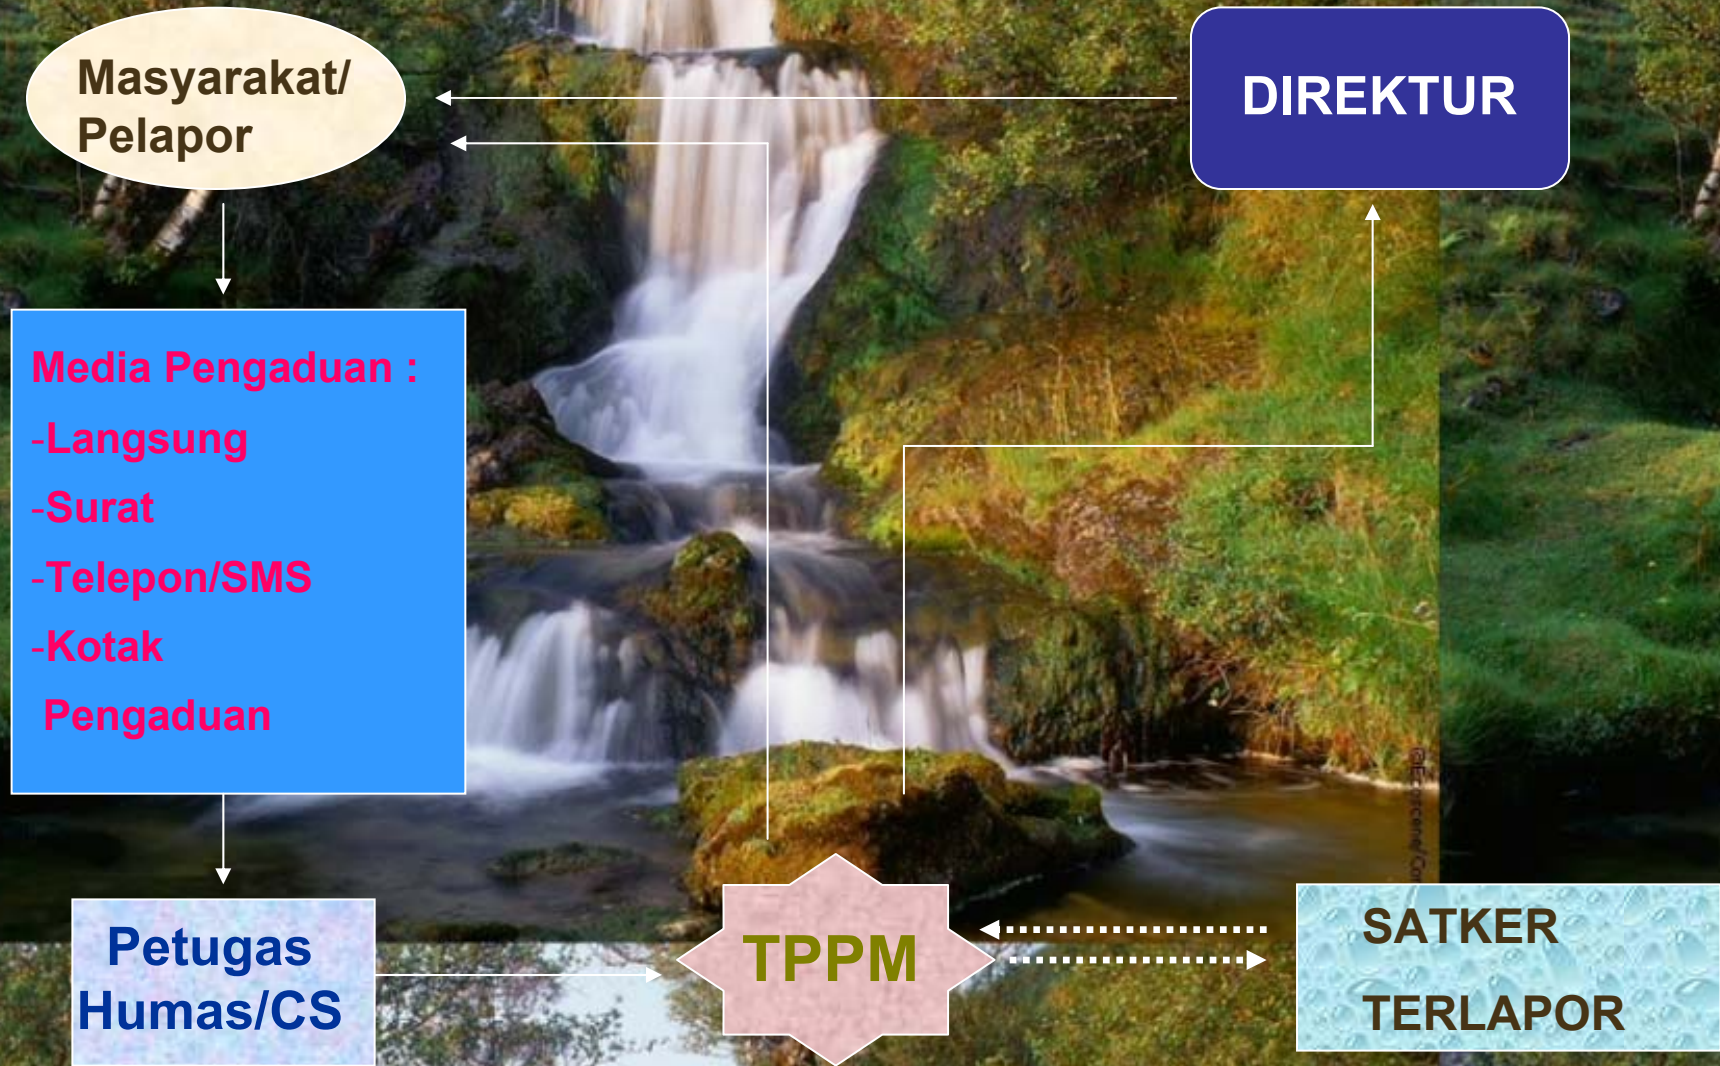 Masyarakat/
Pelapor
DIREKTUR
Media Pengaduan :
-Langsung
-Surat
-Telepon/SMS
-Kotak
Pengaduan
Petugas
Humas/CS
TPPM
SATKER
TERLAPOR